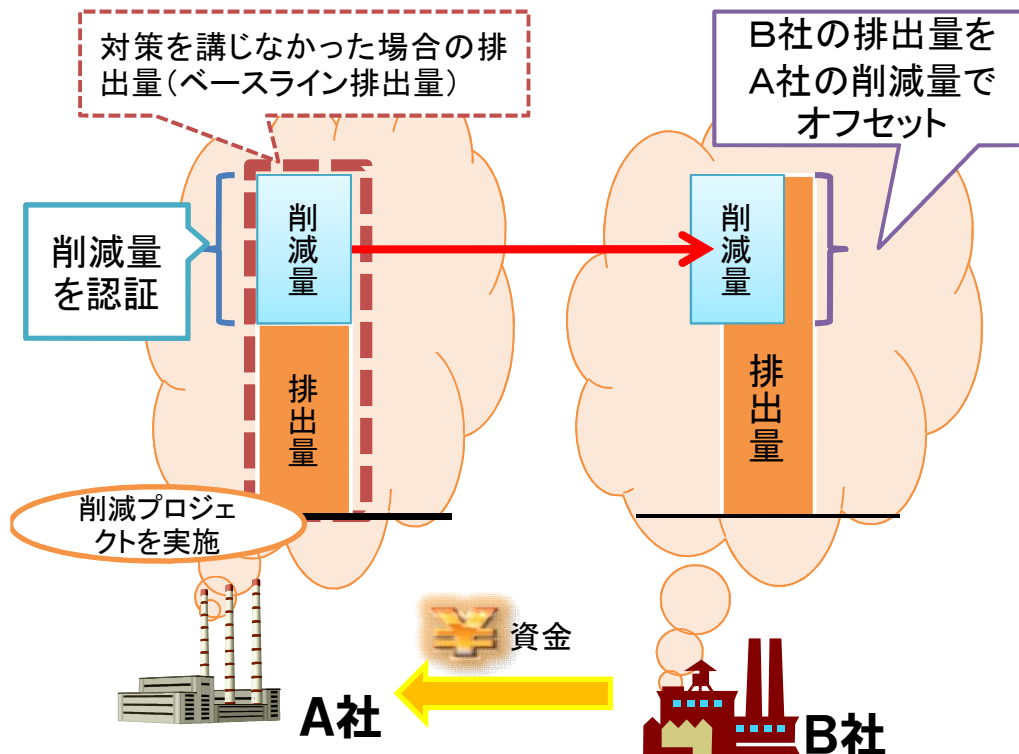 対策を講じなかった場合の排
出量（ベースライン排出量）
B社の排出量を
A社の削減量で
オフセット
削減量
を認証
削減量
削減量
排出量
排出量
削減プロジェ
クトを実施
¥
資金
A社
B社